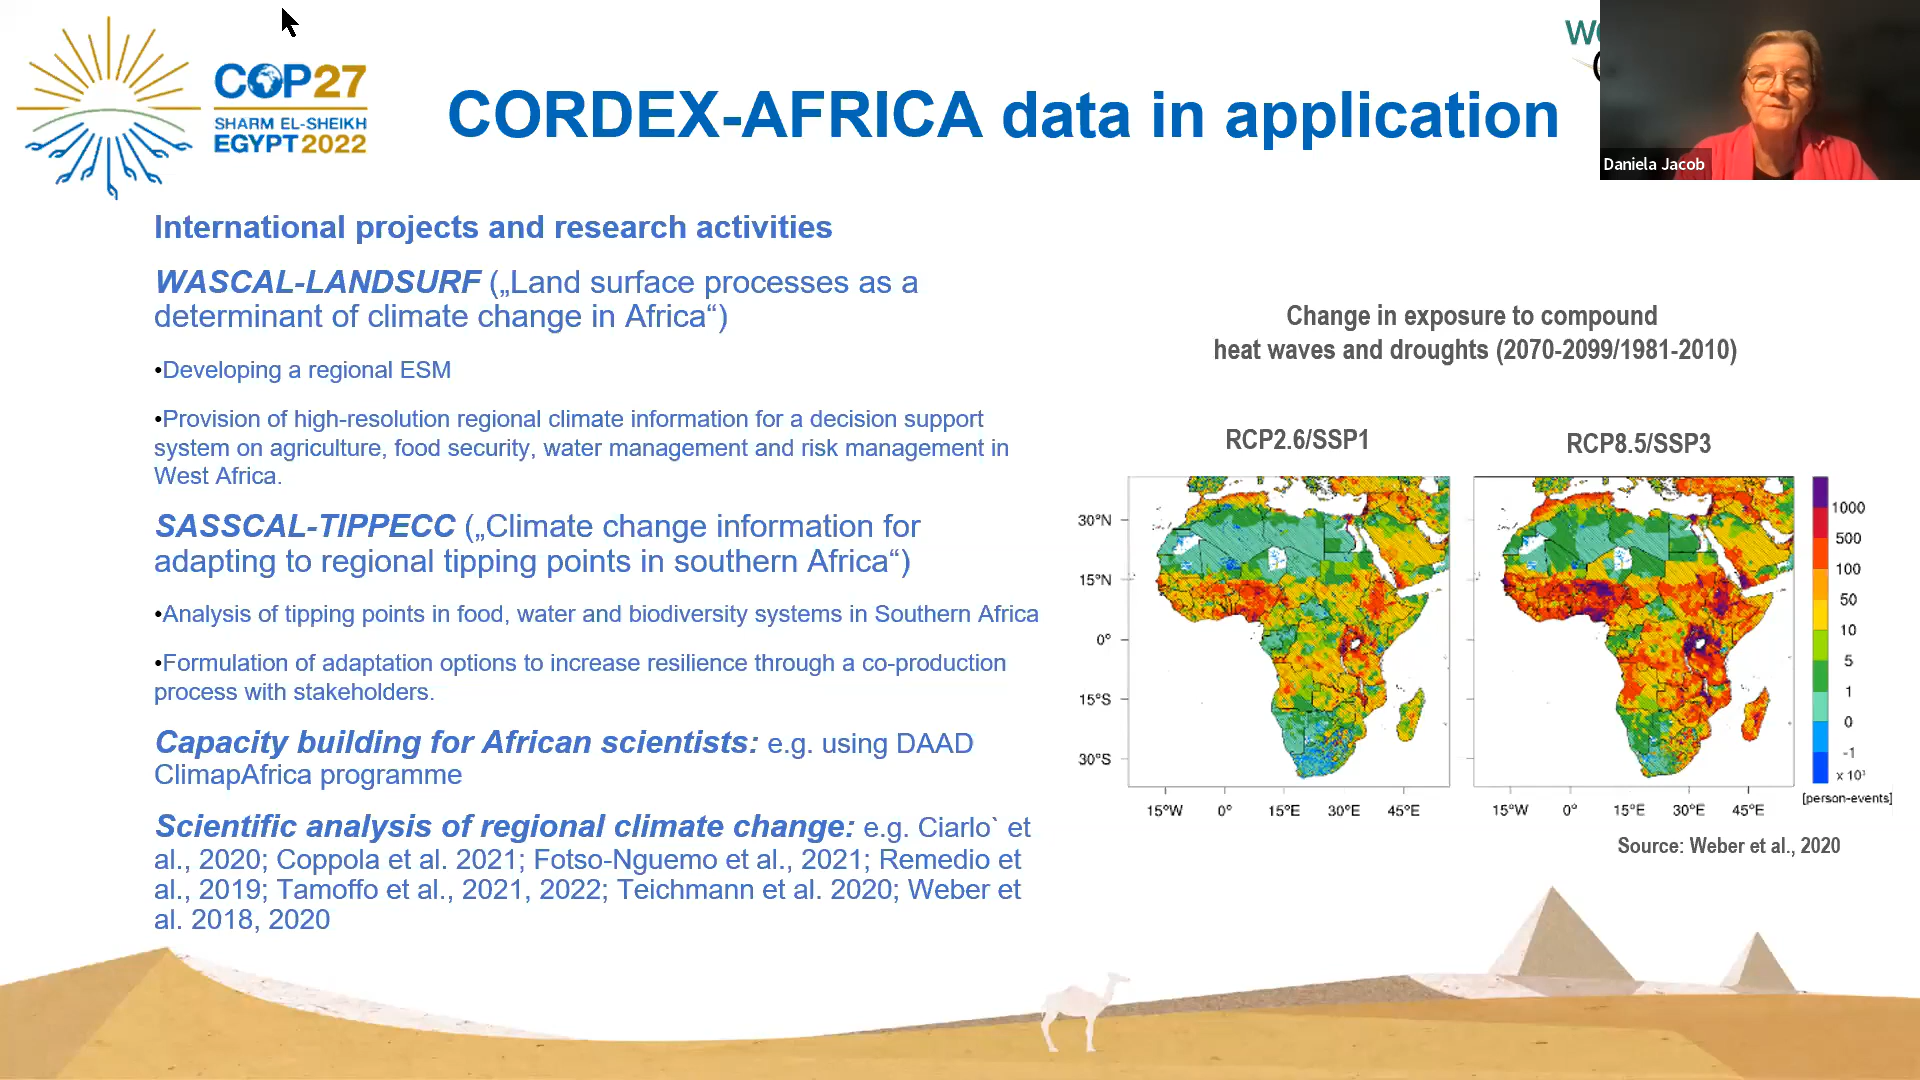 COP27
SHARM EL-SHEIKH
EGYPT 2022
CORDEX-AFRICA data in application
Daniela Jacob
International projects and research activities
WASCAL-LANDSURF („Land surface processes as a
determinant of climate change in Africa“)
•Developing a regional ESM
•Provision of high-resolution regional climate information for a decision support
system on agriculture, food security, water management and risk management in
West Africa.
SASSCAL-TIPPECC („Climate change information for
adapting to regional tipping points in southern Africa“)
•Analysis of tipping points in food, water and biodiversity systems in Southern Africa
•Formulation of adaptation options to increase resilience through a co-production
process with stakeholders.
Capacity building for African scientists: e.g. using DAAD
ClimapAfrica programme
Scientific analysis of regional climate change: e.g. Ciarlo` et
al., 2020; Coppola et al. 2021; Fotso-Nguemo et al., 2021; Remedio et
al., 2019; Tamoffo et al., 2021, 2022; Teichmann et al. 2020; Weber et
al. 2018, 2020
Change in exposure to compound
heat waves and droughts (2070-2099/1981-2010)
RCP2.6/SSP1
RCP8.5/SSP3
30°N
15°N
0°
15°S
30°S
15°W 0° 15°E 30°E 45°E
15°W 0° 15°E 30°E 45°E
1000
500
100
50
10
5
1
0
-1
x 10³
[person-events]
Source: Weber et al., 2020